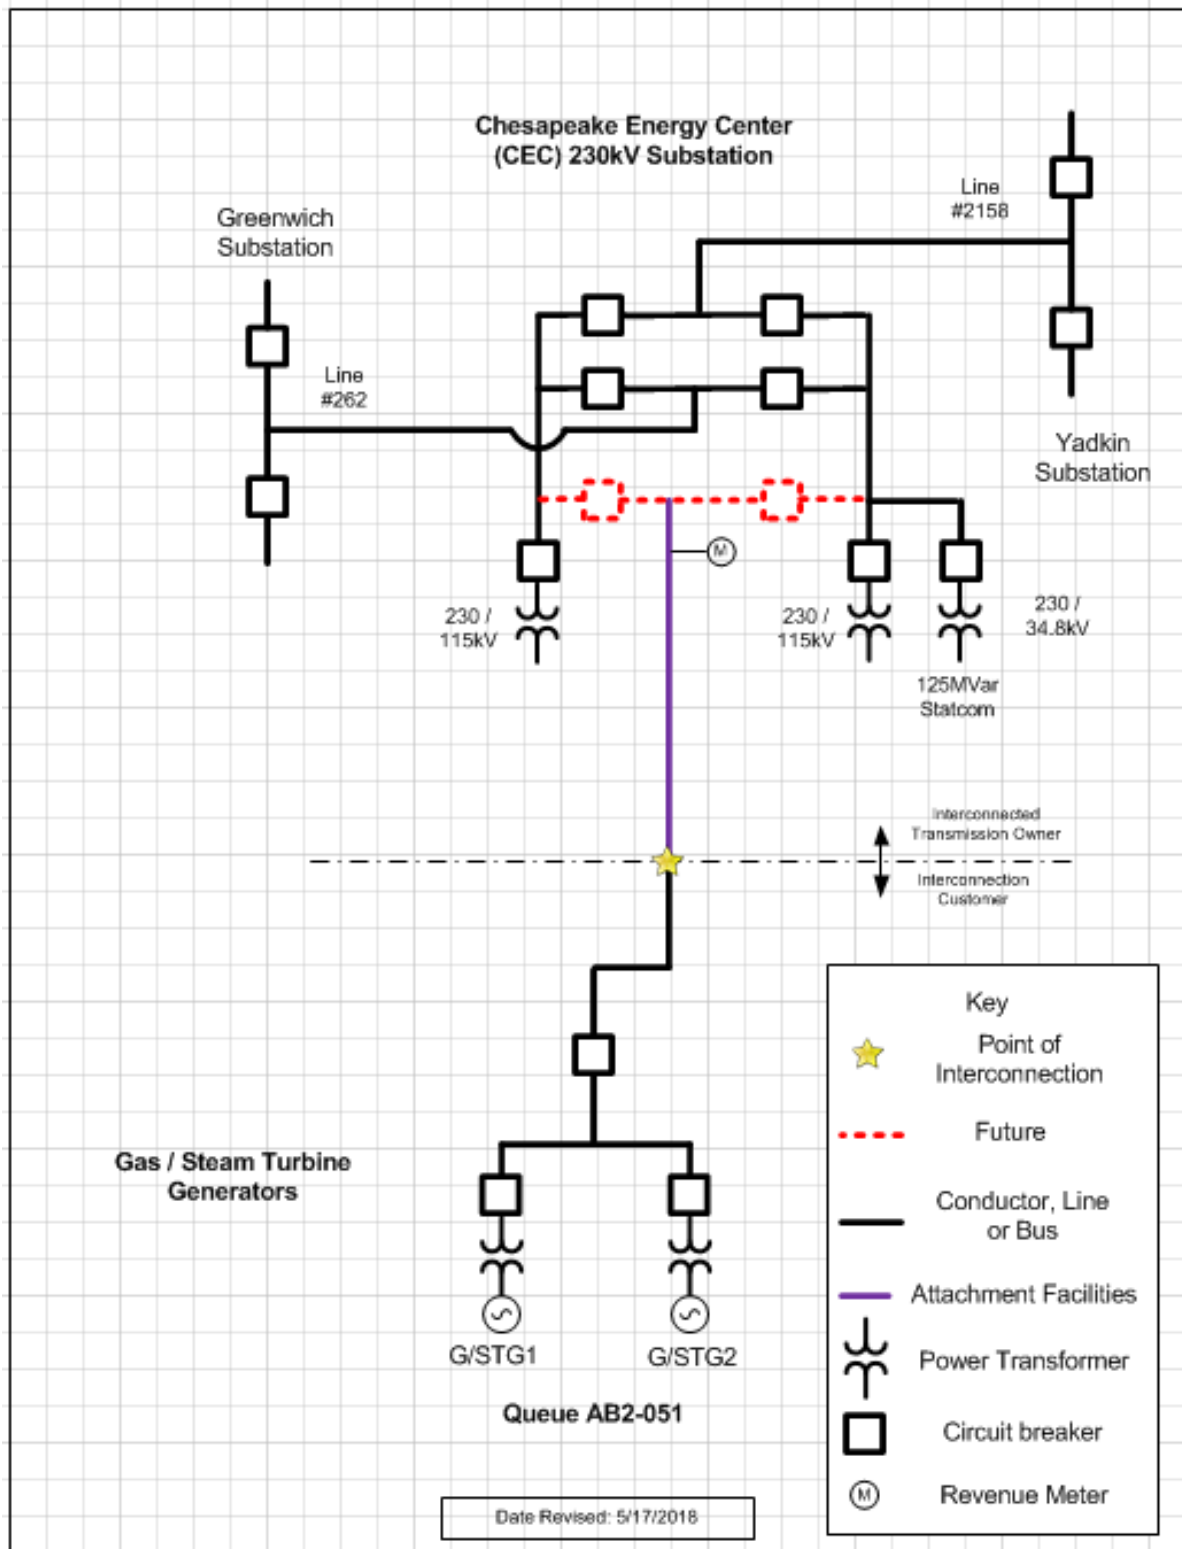 Chesapeake Energy Center
(CEC) 230kV Substation
Line
#2158
Greenwich
Substation
Line
#262
Yadkin
Substation
M
230 /
115kV
230 /
115kV
230 /
34.8kV
125MVar
Statcom
Interconnected
Transmission Owner
Interconnection
Customer
Key
Point of
Interconnection
Future
Gas / Steam Turbine
Generators
Conductor, Line
or Bus
Attachment Facilities
G/STG1
G/STG2
Power Transformer
Queue AB2-051
Circuit breaker
M
Revenue Meter
Date Revised: 5/17/2018